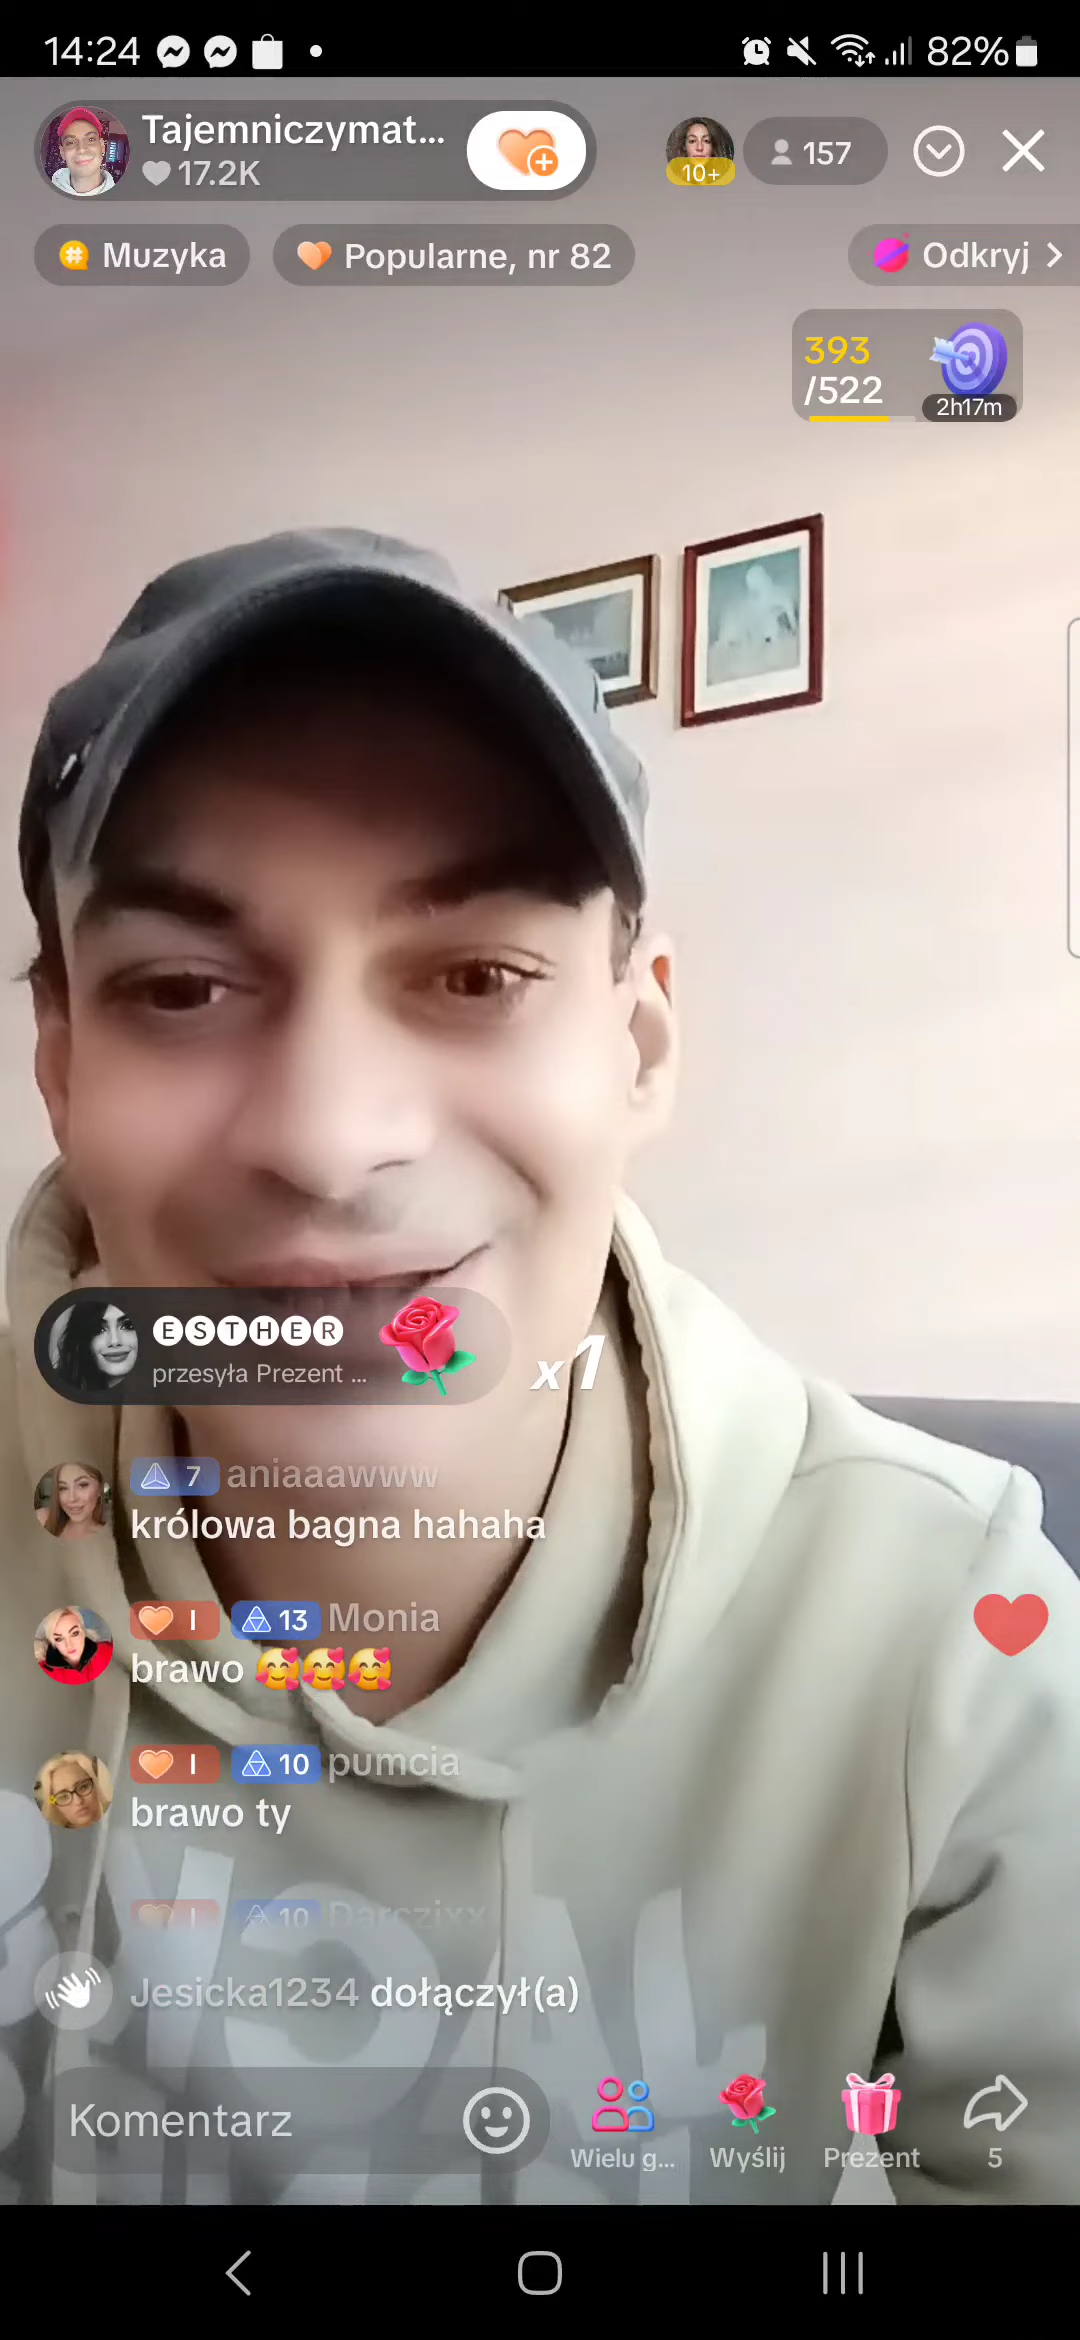 14:24
82%
Tajemniczymat...
17.2K
10+
157
Muzyka
Popularne, nr 82
Odkryj
393
/522
2h17m
ESTHER
przesyła Prezent ...
x1
7 aniaaawww
królowa bagna hahaha
I 13 Monia
brawo 🥰🥰🥰
I 10 pumcia
brawo ty
I 10 Darczixx
Jesicka1234 dołączył(a)
Komentarz
Wielu g...
Wyślij
Prezent
5